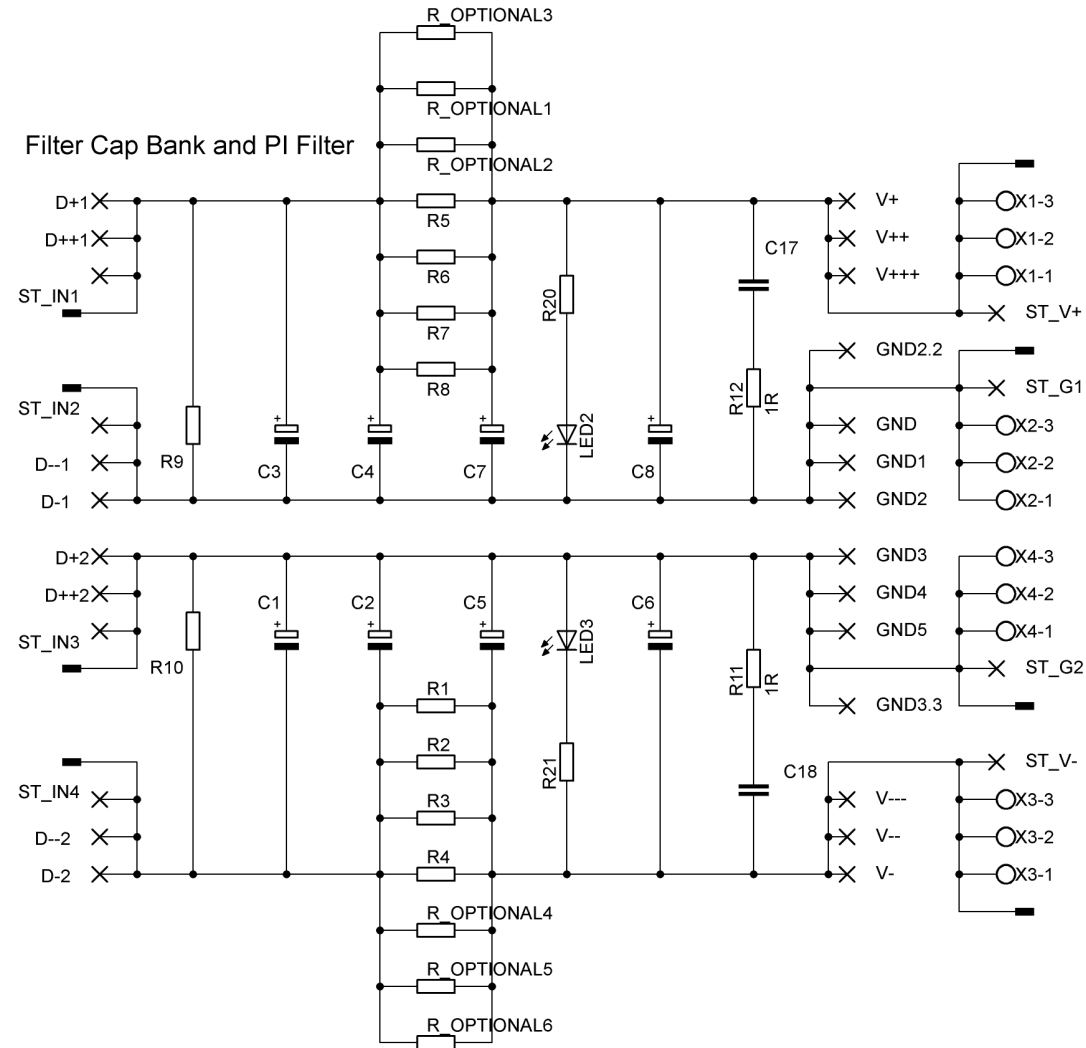 R_OPTIONAL3
R_OPTIONAL1
Filter Cap Bank and PI Filter
R_OPTIONAL2
D+1
R5
V+
X1-3
D++1
V++
X1-2
C17
R6
V+++
X1-1
ST_IN1
R20
ST_V+
R7
GND2.2
R8
R12
1R
ST_G1
ST_IN2
+
+
+
+
LED2
GND
X2-3
D--1
R9
C3
C4
C7
C8
GND1
X2-2
D-1
GND2
X2-1
D+2
GND3
X4-3
D++2
C1
C2
C5
C6
GND4
X4-2
+
+
+
+
LED3
GND5
X4-1
ST_IN3
R10
R11
1R
ST_G2
R1
GND3.3
R2
R21
ST_V-
C18
ST_IN4
R3
V---
X3-3
D--2
V--
X3-2
R4
D-2
V-
X3-1
R_OPTIONAL4
R_OPTIONAL5
R_OPTIONAL6